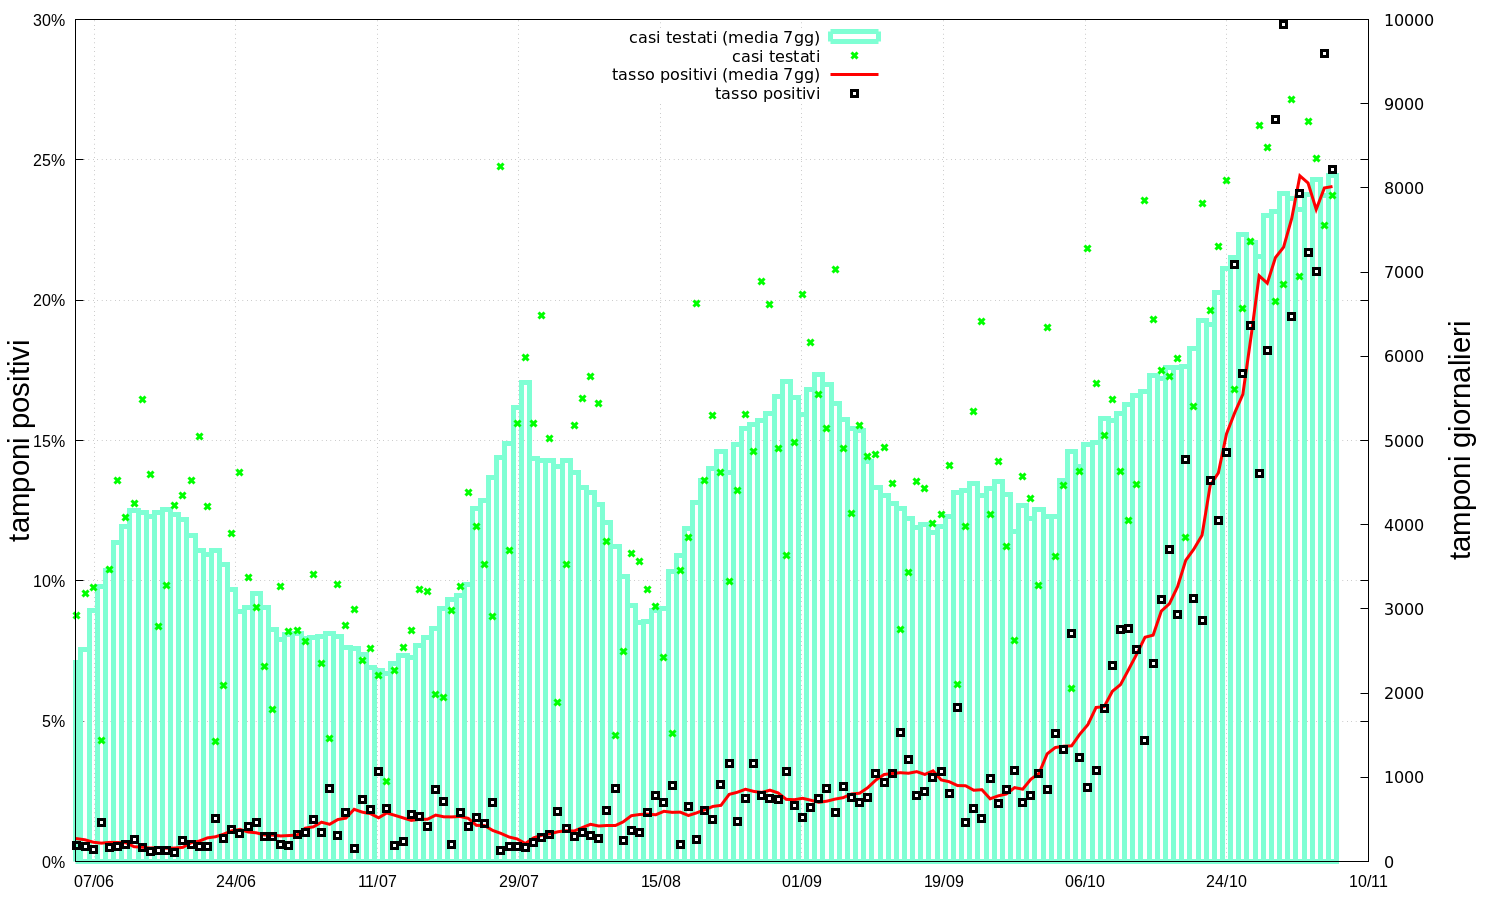 casi testati (media 7gg)
casi testati
tasso positivi (media 7gg)
tasso positivi
30%
25%
20%
15%
10%
5%
0%
tamponi positivi
10000
9000
8000
7000
6000
5000
4000
3000
2000
1000
0
tamponi giornalieri
07/06 24/06 11/07 29/07 15/08 01/09 19/09 06/10 24/10 10/11